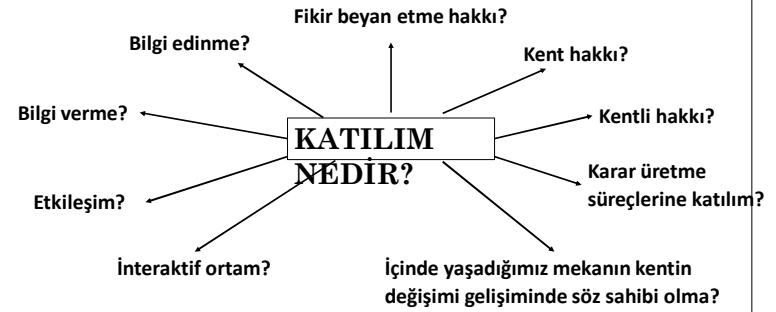 Fikir beyan etme hakkı?
Bilgi edinme?
Kent hakkı?
Bilgi verme?
Kentli hakkı?
KATILIM
NEDİR?
Karar üretme
süreçlerine katılım?
Etkileşim?
İnteraktif ortam?
İçinde yaşadığımız mekanın kentin
değişimi gelişiminde söz sahibi olma?